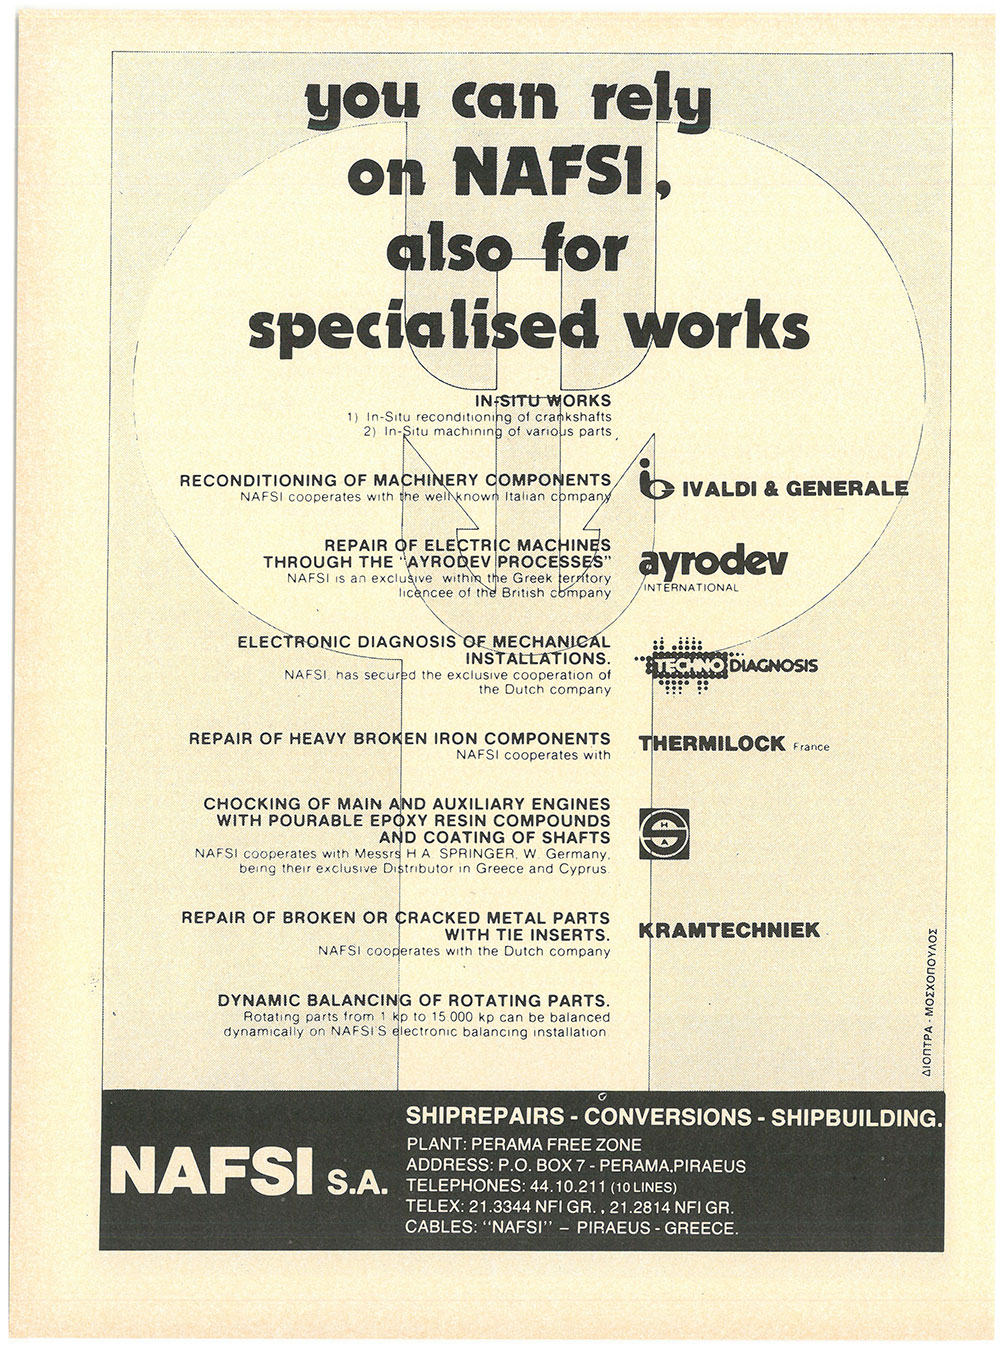 you can rely
on NAFSI,
also for
specialised works
IN-SITU WORKS
1) In-Situ reconditioning of crankshafts
2) In-Situ machining of various parts
RECONDITIONING OF MACHINERY COMPONENTS
NAFSI cooperates with the well known Italian company
IVALDI & GENERALE
REPAIR OF ELECTRIC MACHINES
THROUGH THE "AYRODEV PROCESSES"
NAFSI is an exclusive within the Greek territory
licencee of the British company
ayrodev
INTERNATIONAL
ELECTRONIC DIAGNOSIS OF MECHANICAL
INSTALLATIONS.
NAFSI. has secured the exclusive cooperation of
the Dutch company
TECHNO DIAGNOSIS
REPAIR OF HEAVY BROKEN IRON COMPONENTS
NAFSI cooperates with
THERMILOCK France
CHOCKING OF MAIN AND AUXILIARY ENGINES
WITH POURABLE EPOXY RESIN COMPOUNDS
AND COATING OF SHAFTS
NAFSI cooperates with Messrs H.A. SPRINGER, W. Germany,
being their exclusive Distributor in Greece and Cyprus.
H
S
A
REPAIR OF BROKEN OR CRACKED METAL PARTS
WITH TIE INSERTS.
NAFSI cooperates with the Dutch company
KRAMTECHNIEK
DYNAMIC BALANCING OF ROTATING PARTS.
Rotating parts from 1 kp to 15 000 kp can be balanced
dynamically on NAFSI'S electronic balancing installation
ΔΙΟΠΤΡΑ - ΜΟΣΧΟΠΟΥΛΟΣ
NAFSI S.A.
SHIPREPAIRS - CONVERSIONS - SHIPBUILDING.
PLANT: PERAMA FREE ZONE
ADDRESS: P.O. BOX 7 - PERAMA,PIRAEUS
TELEPHONES: 44.10.211 (10 LINES)
TELEX: 21.3344 NFI GR. , 21.2814 NFI GR.
CABLES: "NAFSI" – PIRAEUS - GREECE.